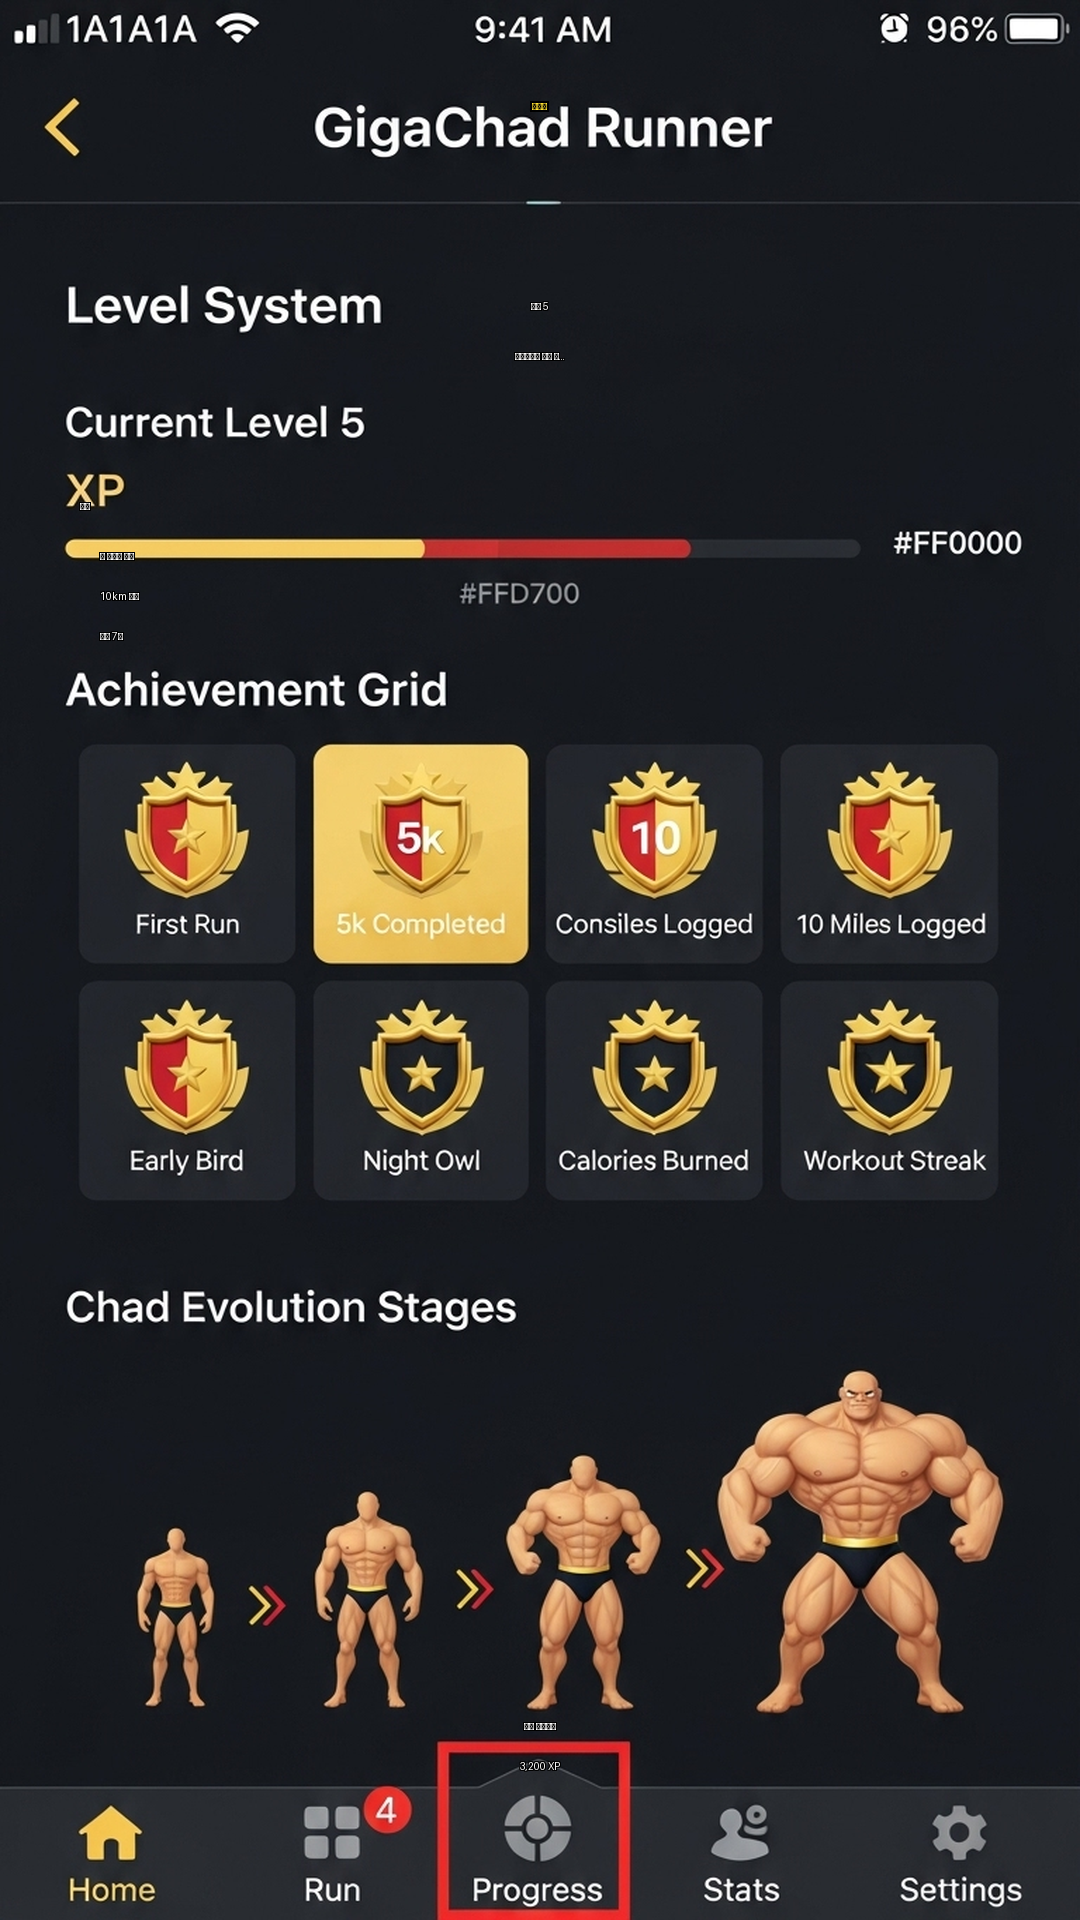 1A1A1A
9:41 AM
96%
GigaChad Runner
Level System
5
Current Level 5
XP
#FF0000
#FFD700
10km
7
Achievement Grid
5k
10
First Run
5k Completed
Consiles Logged
10 Miles Logged
Early Bird
Night Owl
Calories Burned
Workout Streak
Chad Evolution Stages
3,200 XP
4
Home
Run
Progress
Stats
Settings